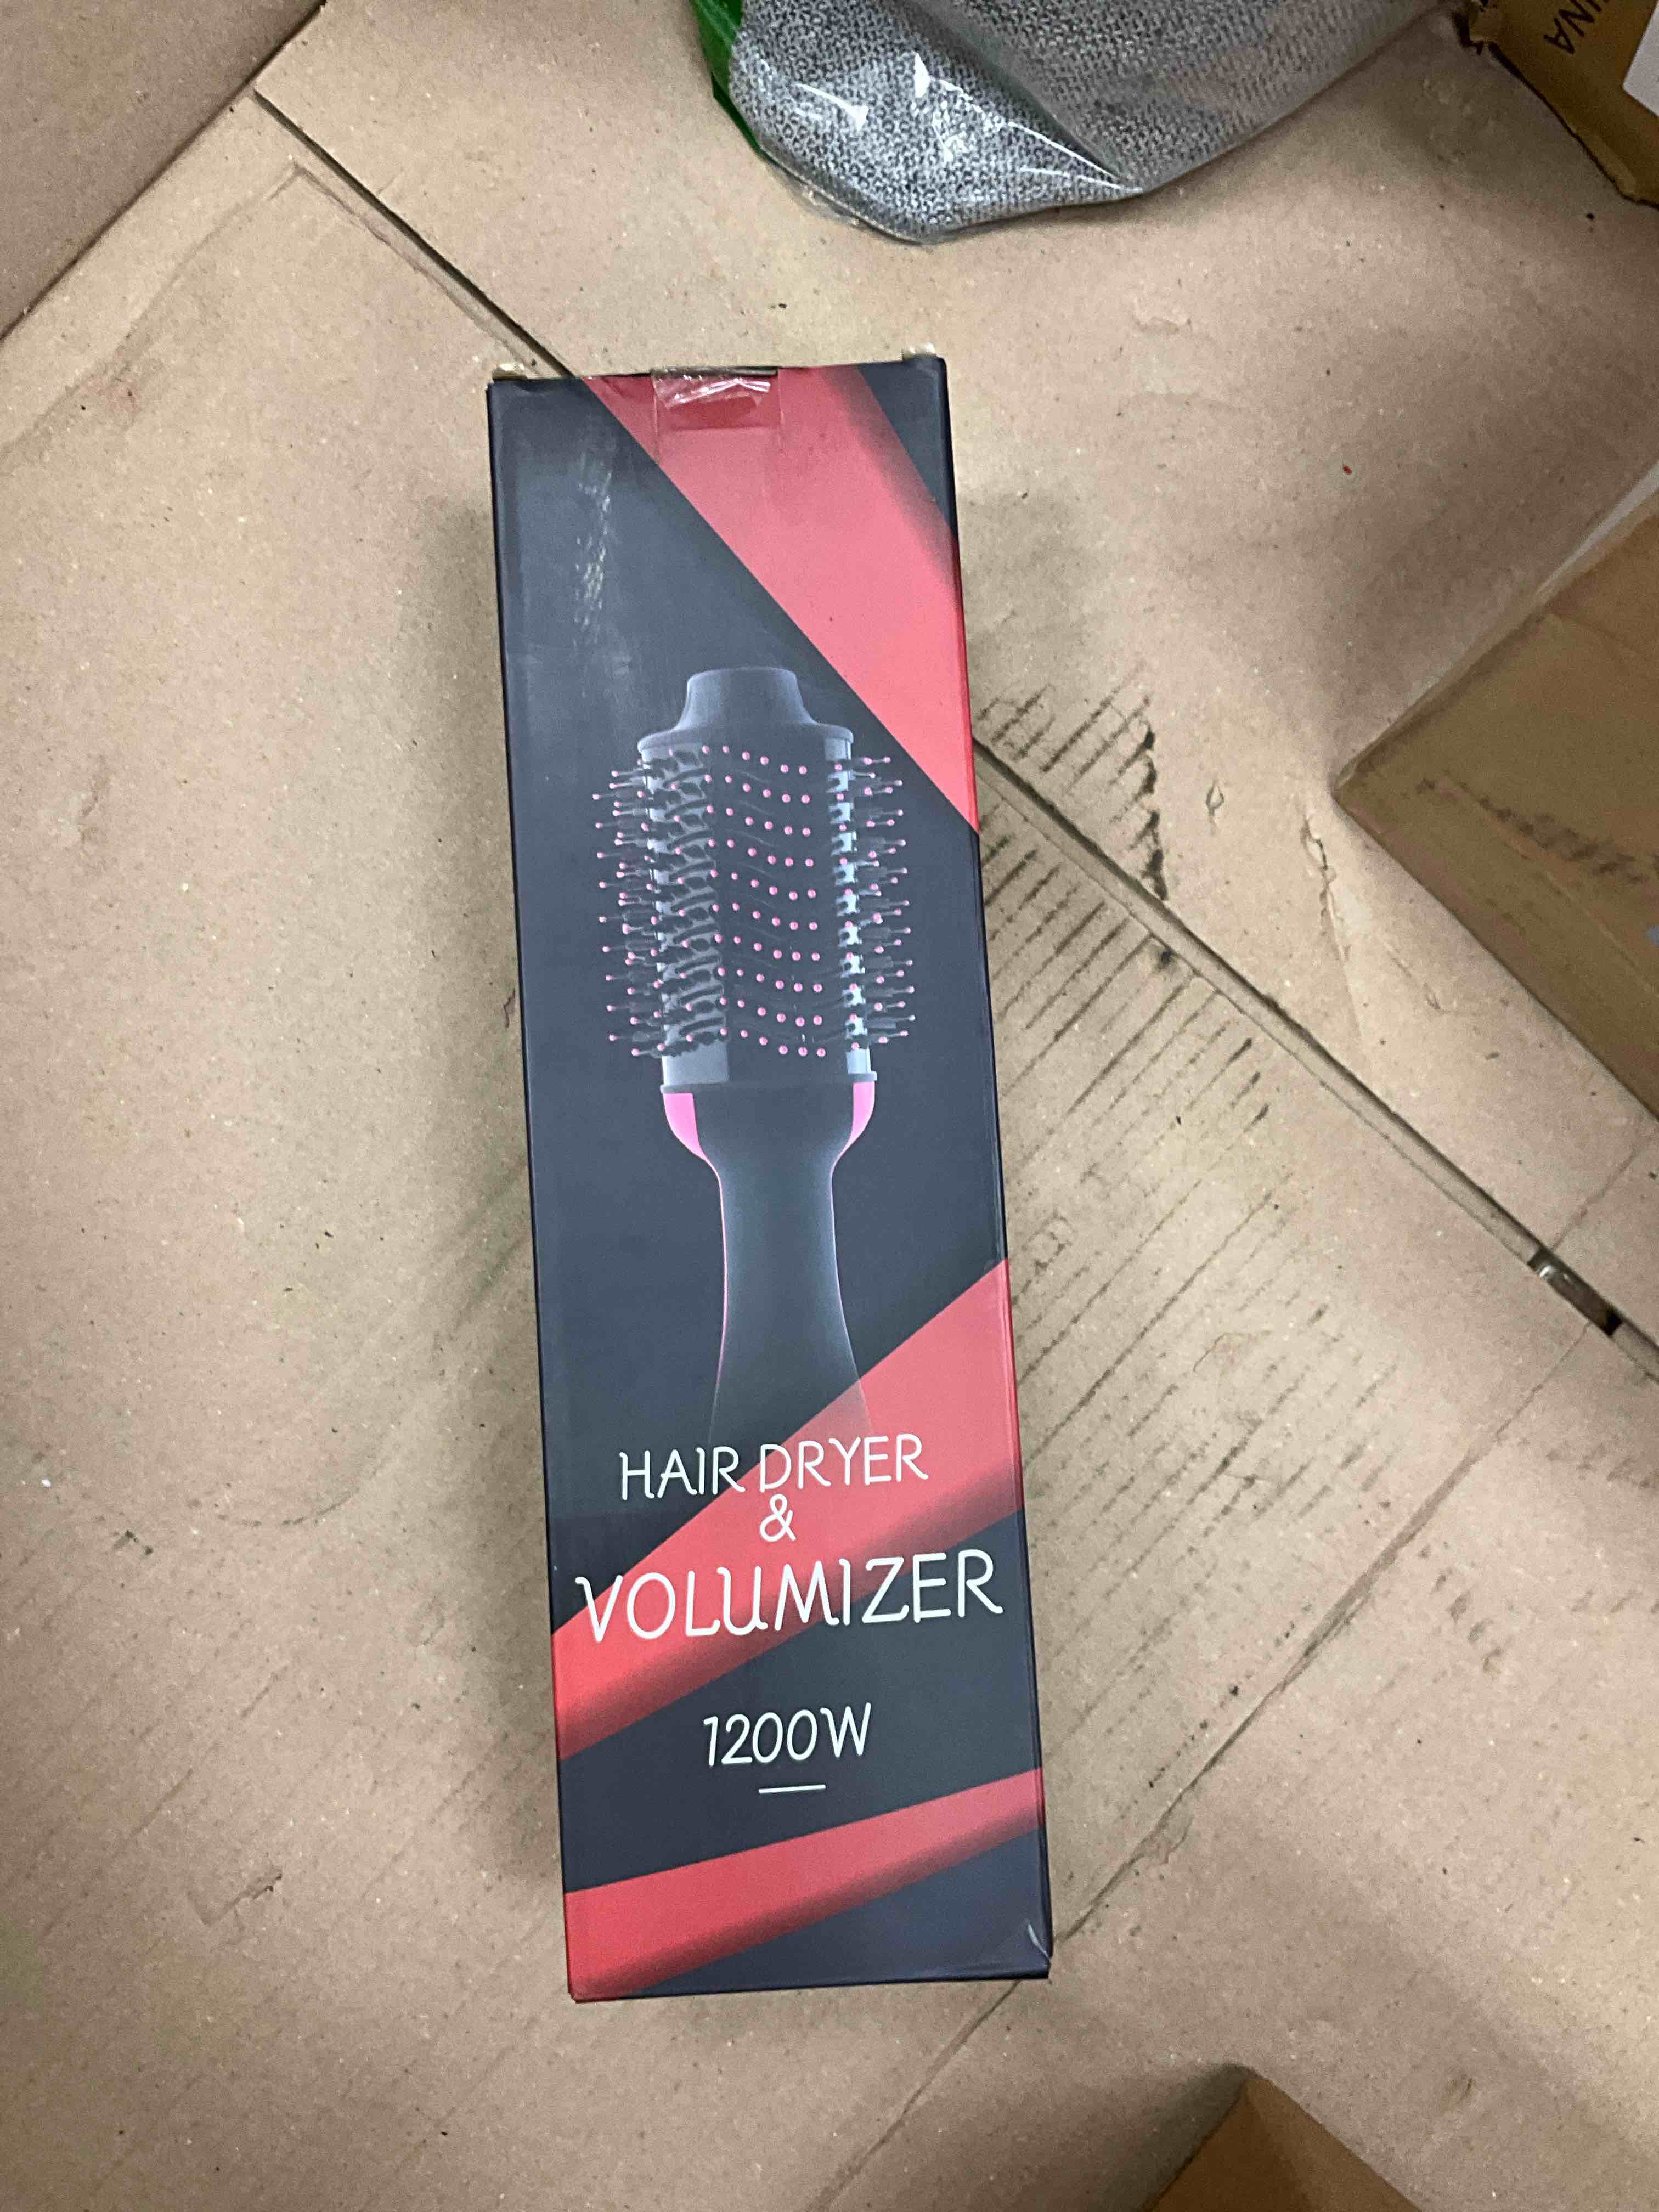 HAIR DRYER
&
VOLUMIZER
1200W